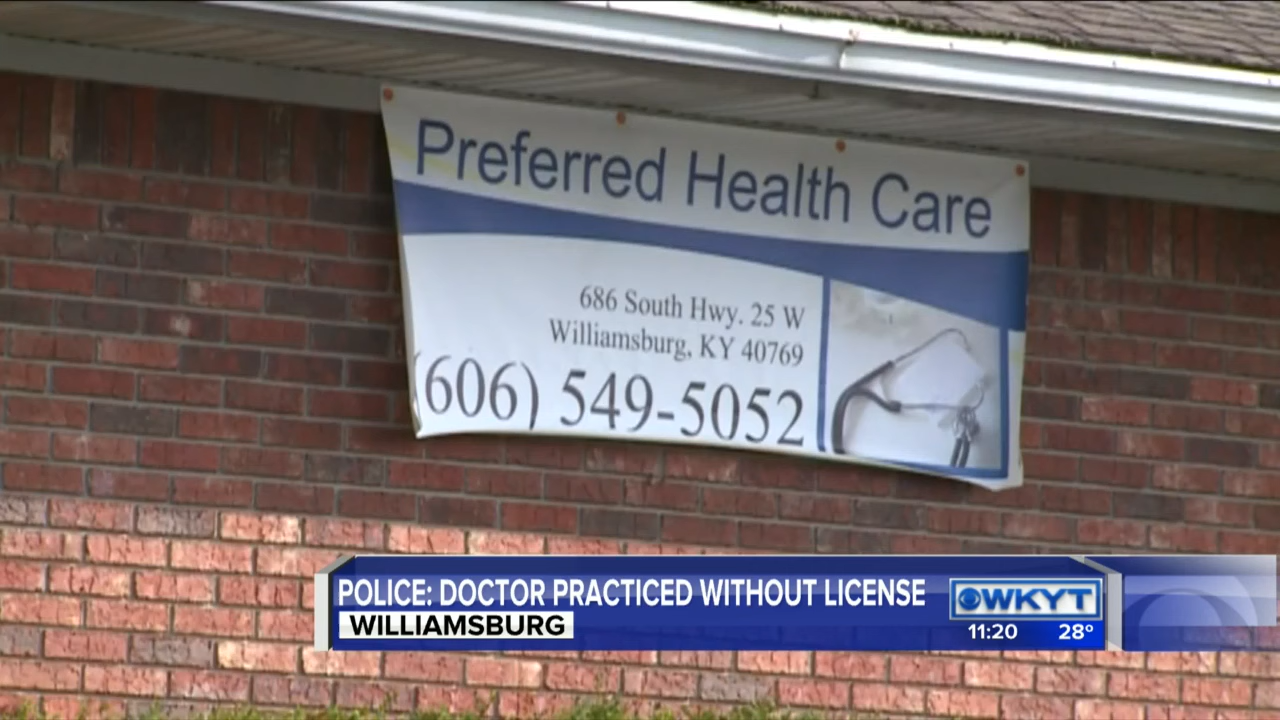 Preferred Health Care
686 South Hwy. 25 W
Williamsburg, KY 40769
(606) 549-5052
POLICE: DOCTOR PRACTICED WITHOUT LICENSE
WILLIAMSBURG
WKYT
11:20 28°